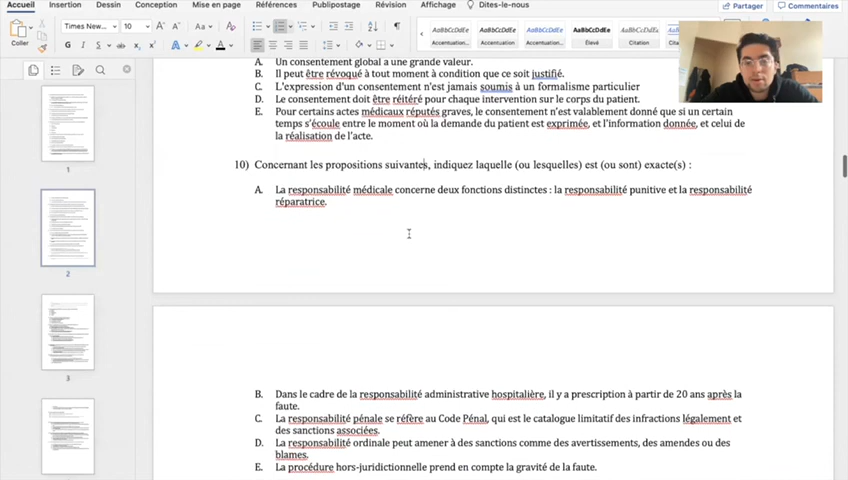 Accueil Insertion Dessin Conception Mise en page Références Publipostage Révision Affichage Dites-le-nous
Partager Commentaires
Coller
Times New... 10
G I S
AaBbCcDdEe AaBbCcDdEe AaBbCcDdEe AaBbCcDdEe AaBbCcDdEe
Accentuation... Accentuation... Accentuation... Élevé Citation
A. Un consentement global a une grande valeur.
B. Il peut être révoqué à tout moment à condition que ce soit justifié.
C. L'expression d'un consentement n'est jamais soumis à un formalisme particulier
D. Le consentement doit être réitéré pour chaque intervention sur le corps du patient.
E. Pour certains actes médicaux réputés graves, le consentement n'est valablement donné que si un certain
temps s'écoule entre le moment où la demande du patient est exprimée, et l'information donnée, et celui de
la réalisation de l'acte.
10) Concernant les propositions suivantes, indiquez laquelle (ou lesquelles) est (ou sont) exacte(s) :
A. La responsabilité médicale concerne deux fonctions distinctes : la responsabilité punitive et la responsabilité
réparatrice.
B. Dans le cadre de la responsabilité administrative hospitalière, il y a prescription à partir de 20 ans après la
faute.
C. La responsabilité pénale se réfère au Code Pénal, qui est le catalogue limitatif des infractions légalement et
des sanctions associées.
D. La responsabilité ordinale peut amener à des sanctions comme des avertissements, des amendes ou des
blames.
E. La procédure hors-juridictionnelle prend en compte la gravité de la faute.
1
2
3